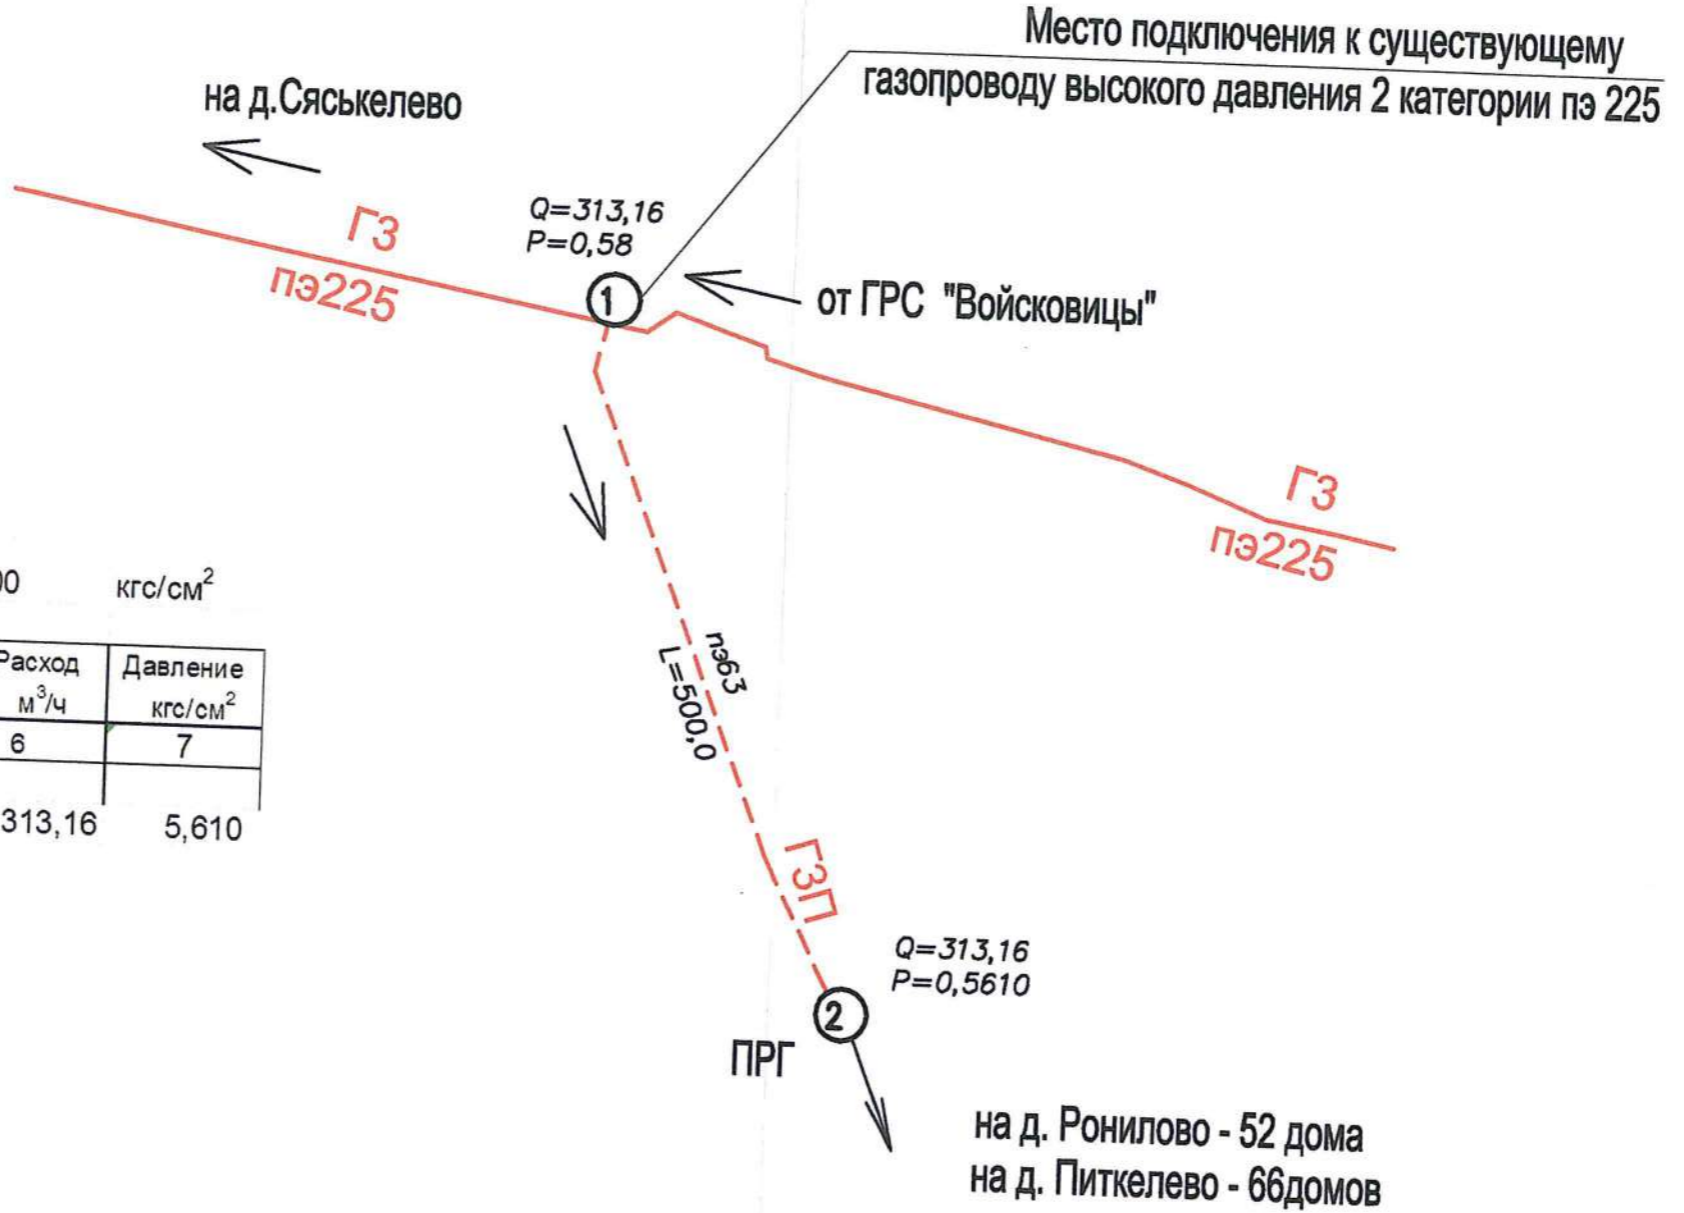 Место подключения к существующему
газопроводу высокого давления 2 категории пэ 225
на д.Сяськелево
Г3
пэ225
Q=313,16
P=0,58
1
от ГРС "Войсковицы"
Г3
пэ225
00 кгс/см²
Расход Давление
м³/ч кгс/см²
6 7
313,16 5,610
пэ63
L=500,0
Г3П
Q=313,16
P=0,5610
2
ПРГ
на д. Ронилово - 52 дома
на д. Питкелево - 66домов